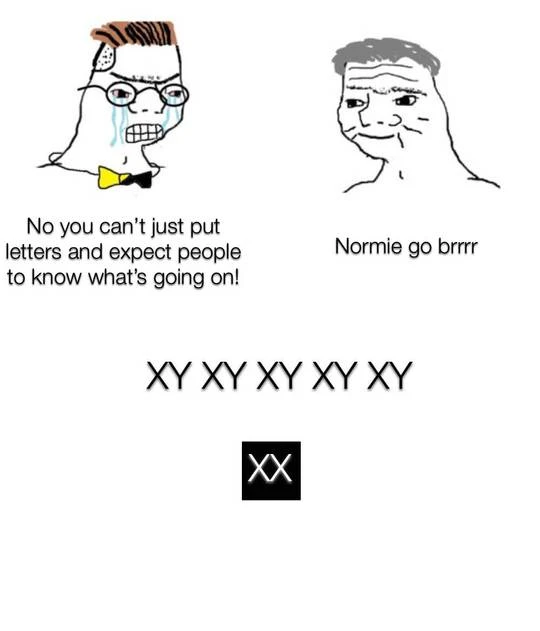 No you can’t just put
letters and expect people
to know what’s going on!
Normie go brrrr
XY XY XY XY XY
XX